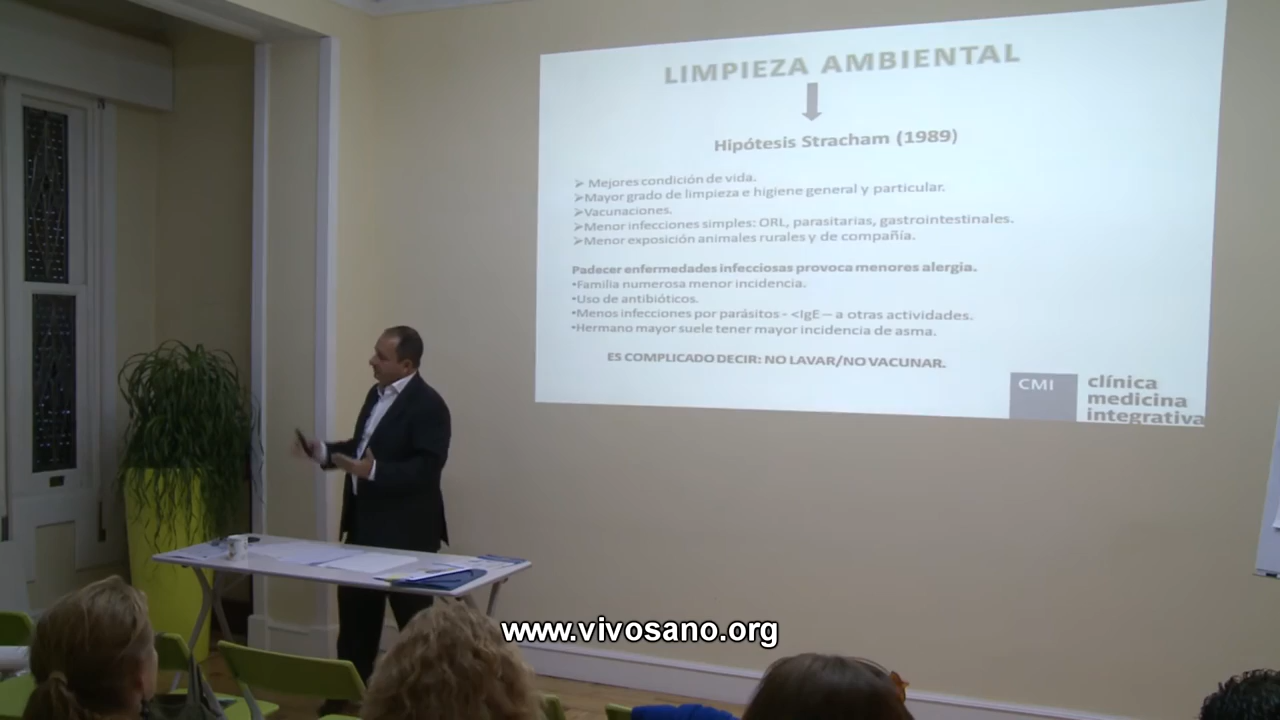 LIMPIEZA AMBIENTAL
Hipótesis Stracham (1989)
➢ Mejores condición de vida.
➢Mayor grado de limpieza e higiene general y particular.
➢Vacunaciones.
➢Menor infecciones simples: ORL, parasitarias, gastrointestinales.
➢Menor exposición animales rurales y de compañía.
Padecer enfermedades infecciosas provoca menores alergia.
•Familia numerosa menor incidencia.
•Uso de antibióticos.
•Menos infecciones por parásitos - <IgE – a otras actividades.
•Hermano mayor suele tener mayor incidencia de asma.
ES COMPLICADO DECIR: NO LAVAR/NO VACUNAR.
CMI
clínica
medicina
integrativa
www.vivosano.org